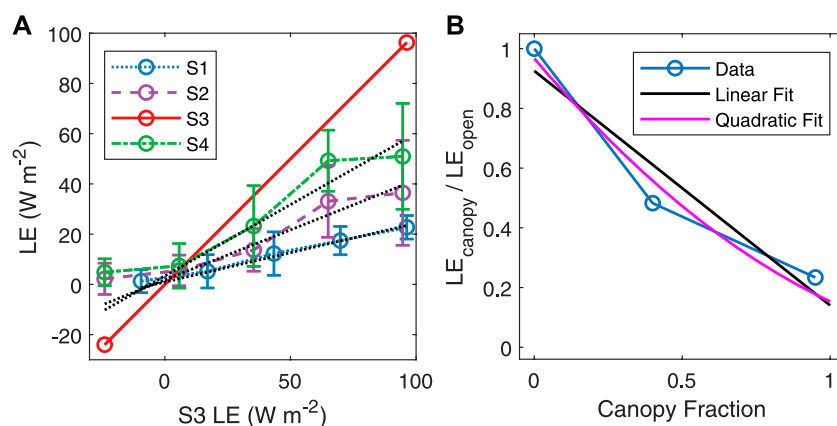 A
LE (W m-2)
100
80
60
40
20
0
-20
S1
S2
S3
S4
0
50
100
S3 LE (W m-2)
B
LEcanopy / LEopen
1
0.8
0.6
0.4
0.2
0
Data
Linear Fit
Quadratic Fit
0
0.5
1
Canopy Fraction